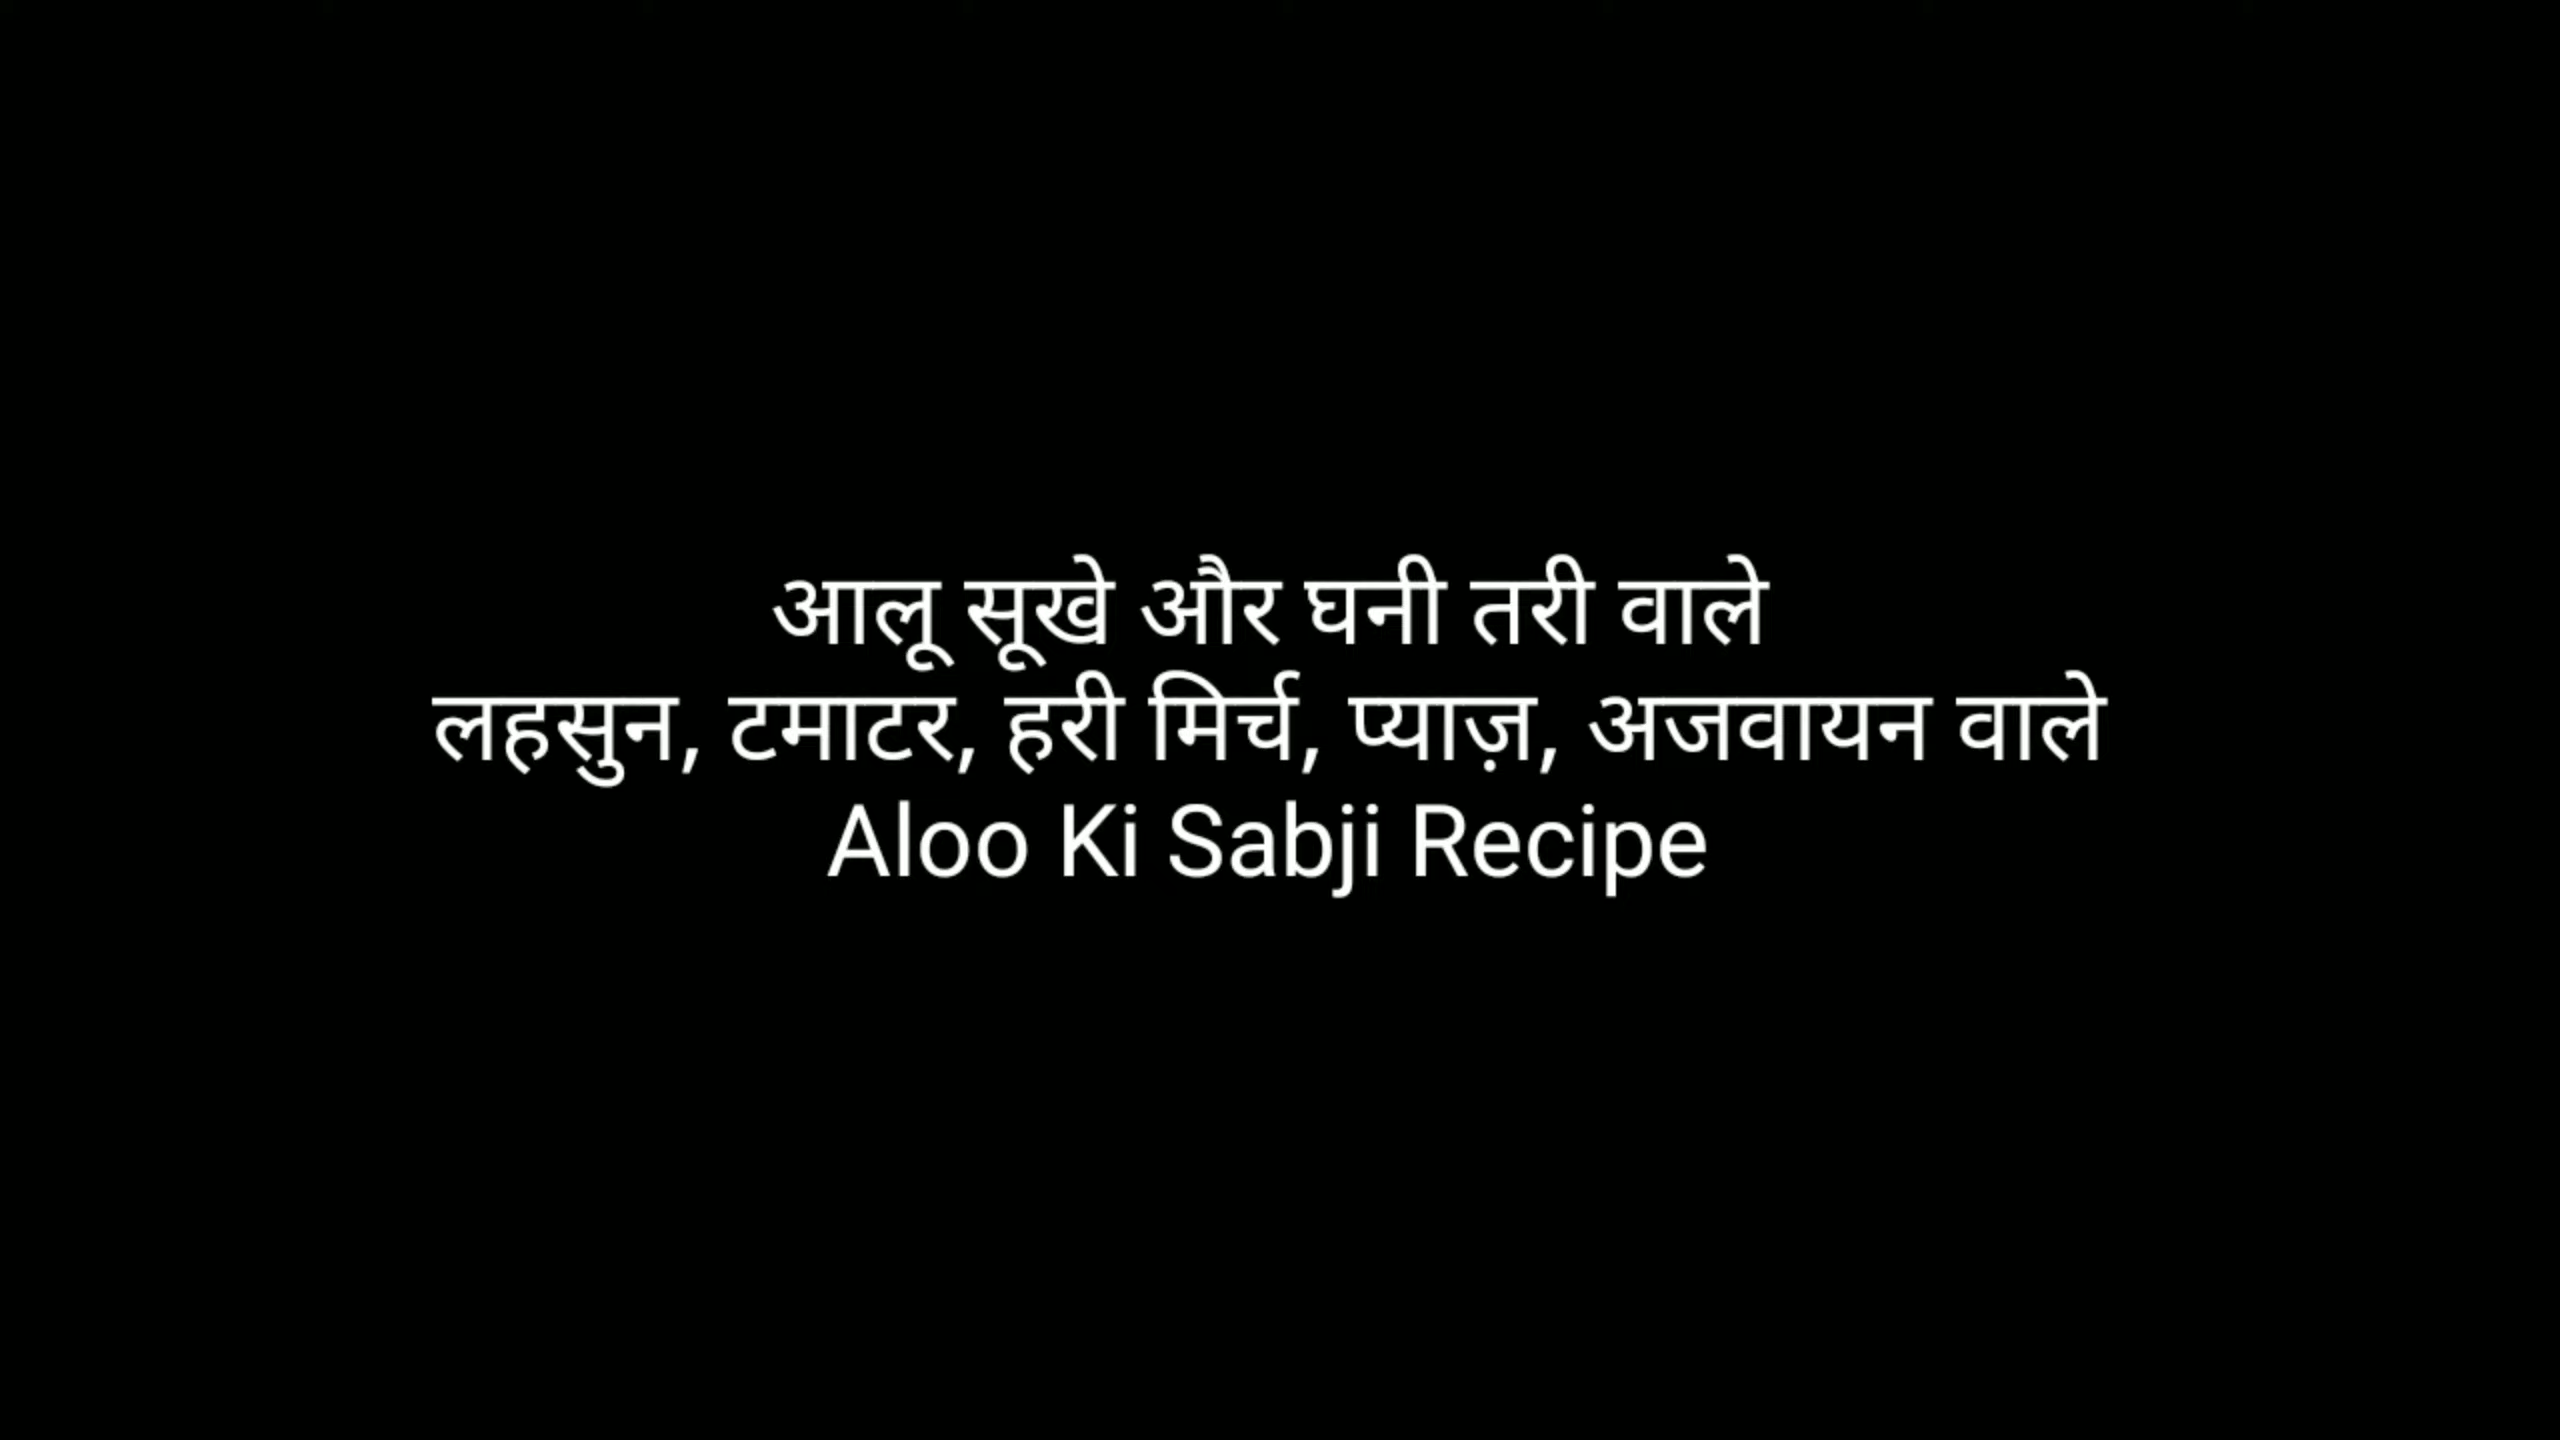 आलू सूखे और घनी तरी वाले
लहसुन, टमाटर, हरी मिर्च, प्याज़, अजवायन वाले
Aloo Ki Sabji Recipe